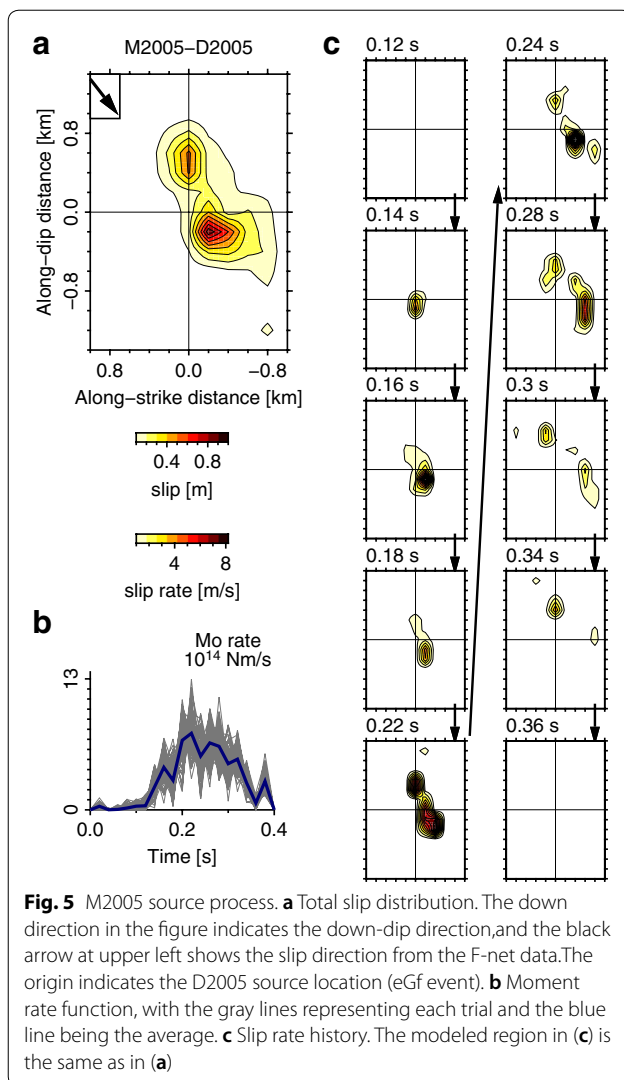 a
M2005−D2005
Along−dip distance [km]
0.8
0.0
−0.8
0.8 0.0 −0.8
Along−strike distance [km]
0.4 0.8
slip [m]
4 8
slip rate [m/s]
b
Mo rate
10¹⁴ Nm/s
13
0
0.0 0.2 0.4
Time [s]
c
0.12 s
0.14 s
0.16 s
0.18 s
0.22 s
0.24 s
0.28 s
0.3 s
0.34 s
0.36 s
Fig. 5 M2005 source process. a Total slip distribution. The down
direction in the figure indicates the down-dip direction,and the black
arrow at upper left shows the slip direction from the F-net data.The
origin indicates the D2005 source location (eGf event). b Moment
rate function, with the gray lines representing each trial and the blue
line being the average. c Slip rate history. The modeled region in (c) is
the same as in (a)